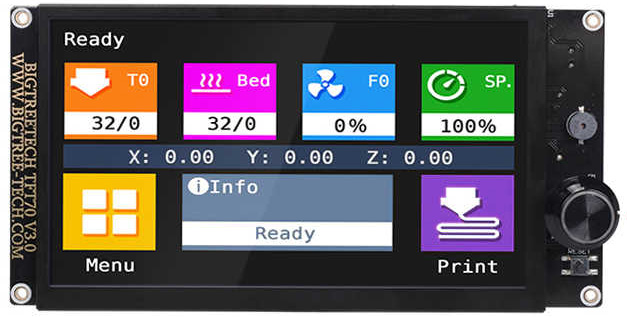 Ready
T0
Bed
F0
SP.
32/0
32/0
0%
100%
X: 0.00 Y: 0.00 Z: 0.00
Info
Ready
Menu
Print
BIGTREETECH TFT70 V3.0
WWW.BIGTREE-TECH.COM
RESET